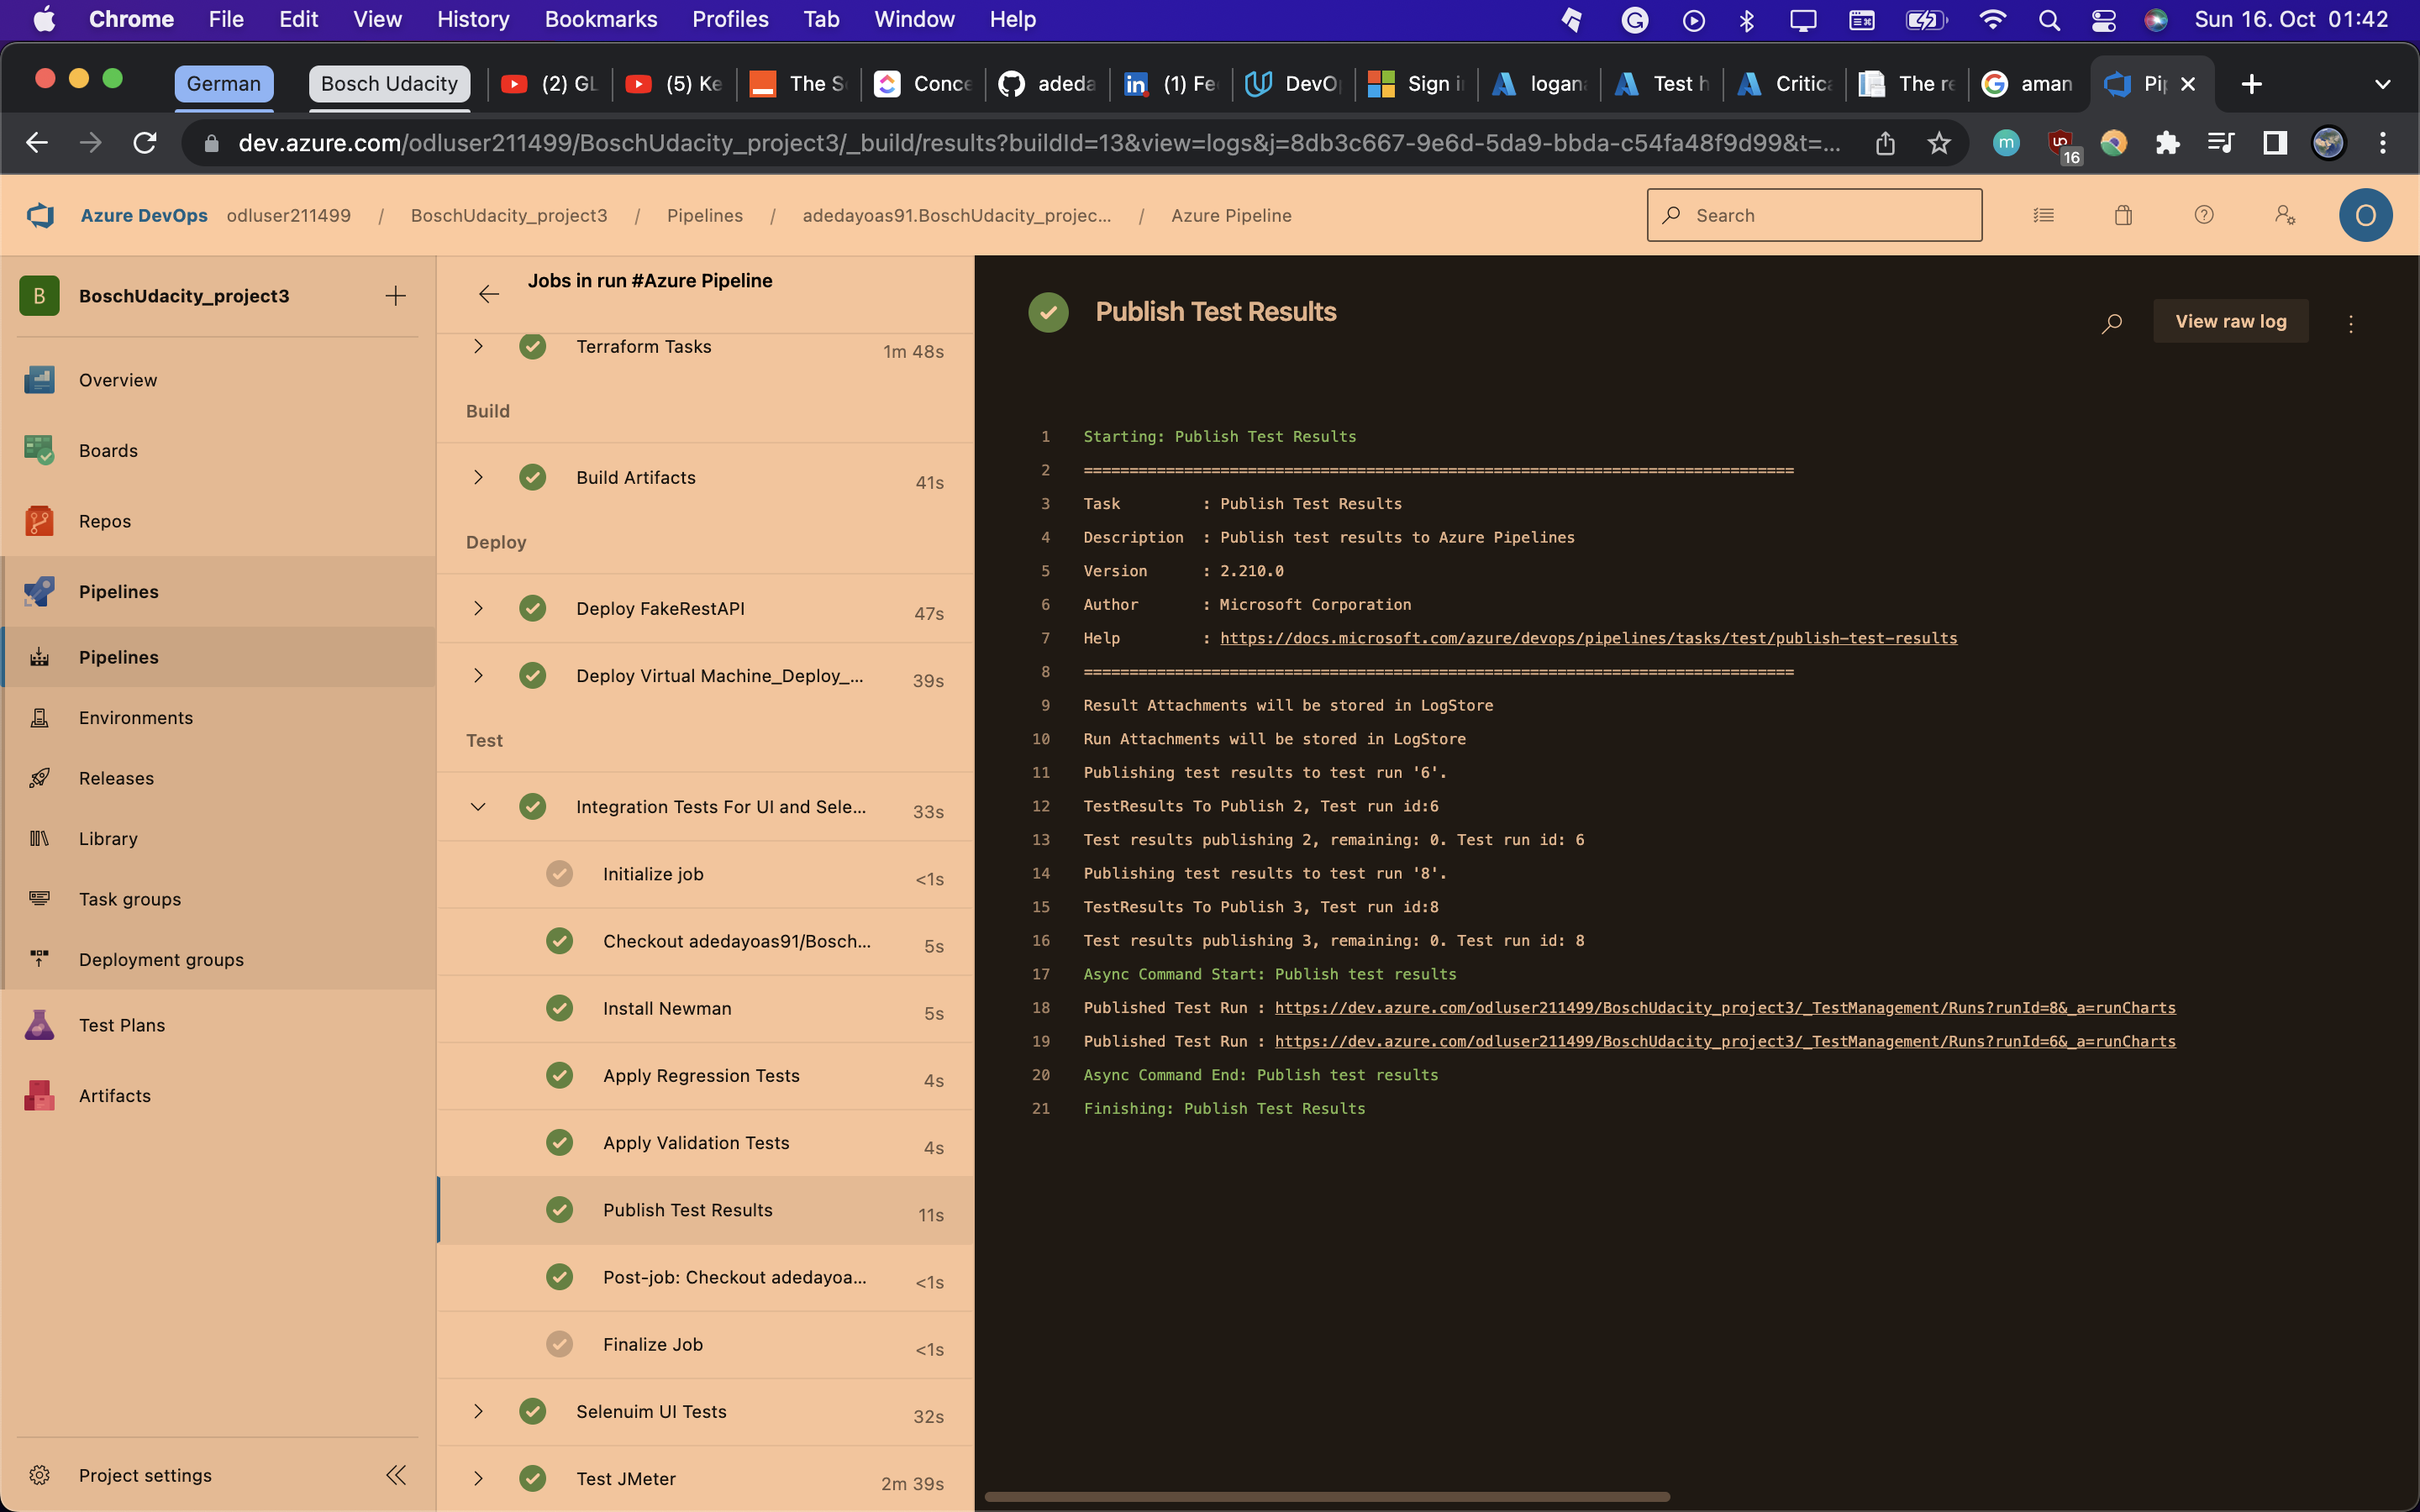 Chrome File Edit View History Bookmarks Profiles Tab Window Help Sun 16. Oct 01:42
German Bosch Udacity (2) GL (5) Ke The S Conce adeda (1) Fe DevO Sign i logan Test h Critica The re aman Pi
dev.azure.com/odluser211499/BoschUdacity_project3/_build/results?buildId=13&view=logs&j=8db3c667-9e6d-5da9-bbda-c54fa48f9d99&t=... m 16
Azure DevOps odluser211499 / BoschUdacity_project3 / Pipelines / adedayoas91.BoschUdacity_projec... / Azure Pipeline Search O
B BoschUdacity_project3
Overview
Boards
Repos
Pipelines
Pipelines
Environments
Releases
Library
Task groups
Deployment groups
Test Plans
Artifacts
Project settings
Jobs in run #Azure Pipeline
Terraform Tasks 1m 48s
Build
Build Artifacts 41s
Deploy
Deploy FakeRestAPI 47s
Deploy Virtual Machine_Deploy_... 39s
Test
Integration Tests For UI and Sele... 33s
Initialize job <1s
Checkout adedayoas91/Bosch... 5s
Install Newman 5s
Apply Regression Tests 4s
Apply Validation Tests 4s
Publish Test Results 11s
Post-job: Checkout adedayoa... <1s
Finalize Job <1s
Selenuim UI Tests 32s
Test JMeter 2m 39s
Publish Test Results
View raw log
1 Starting: Publish Test Results
2 ==============================================================================
3 Task : Publish Test Results
4 Description : Publish test results to Azure Pipelines
5 Version : 2.210.0
6 Author : Microsoft Corporation
7 Help : https://docs.microsoft.com/azure/devops/pipelines/tasks/test/publish-test-results
8 ==============================================================================
9 Result Attachments will be stored in LogStore
10 Run Attachments will be stored in LogStore
11 Publishing test results to test run '6'.
12 TestResults To Publish 2, Test run id:6
13 Test results publishing 2, remaining: 0. Test run id: 6
14 Publishing test results to test run '8'.
15 TestResults To Publish 3, Test run id:8
16 Test results publishing 3, remaining: 0. Test run id: 8
17 Async Command Start: Publish test results
18 Published Test Run : https://dev.azure.com/odluser211499/BoschUdacity_project3/_TestManagement/Runs?runId=8&_a=runCharts
19 Published Test Run : https://dev.azure.com/odluser211499/BoschUdacity_project3/_TestManagement/Runs?runId=6&_a=runCharts
20 Async Command End: Publish test results
21 Finishing: Publish Test Results